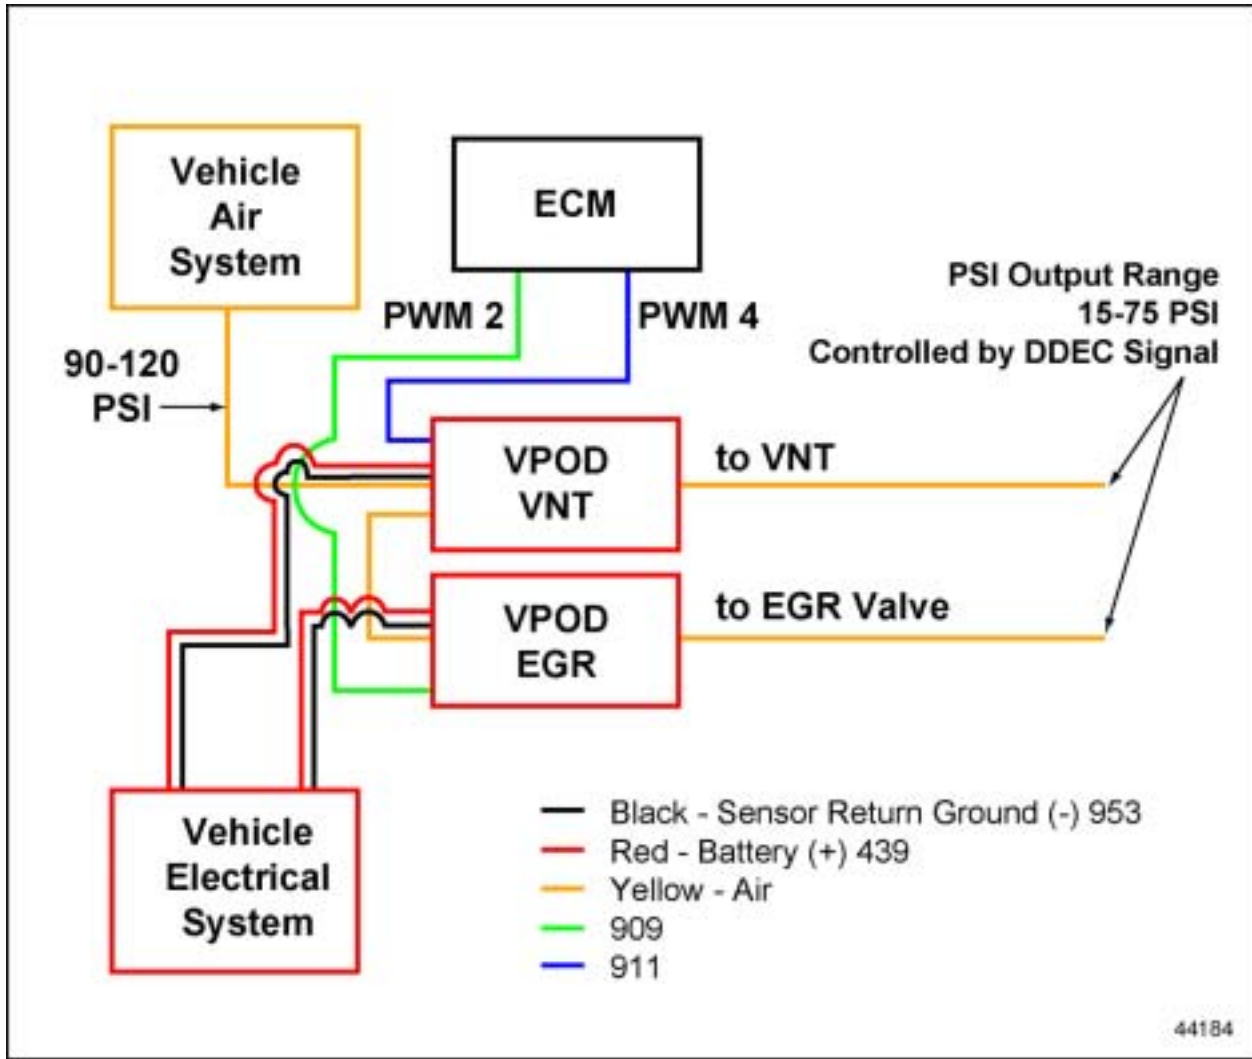 Vehicle
Air
System
ECM
PWM 2
PWM 4
PSI Output Range
15-75 PSI
Controlled by DDEC Signal
90-120
PSI
VPOD
VNT
to VNT
VPOD
EGR
to EGR Valve
Vehicle
Electrical
System
Black - Sensor Return Ground (-) 953
Red - Battery (+) 439
Yellow - Air
909
911
44184